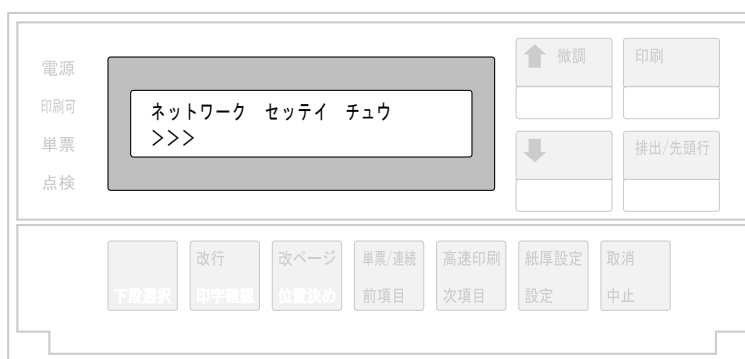 電源
印刷可
単票
点検
ネットワーク セッテイ チュウ
>>>
微調
印刷
排出/先頭行
改行
改ページ
単票/連続
高速印刷
紙厚設定
取消
下段選択
印字確認
位置決め
前項目
次項目
設定
中止